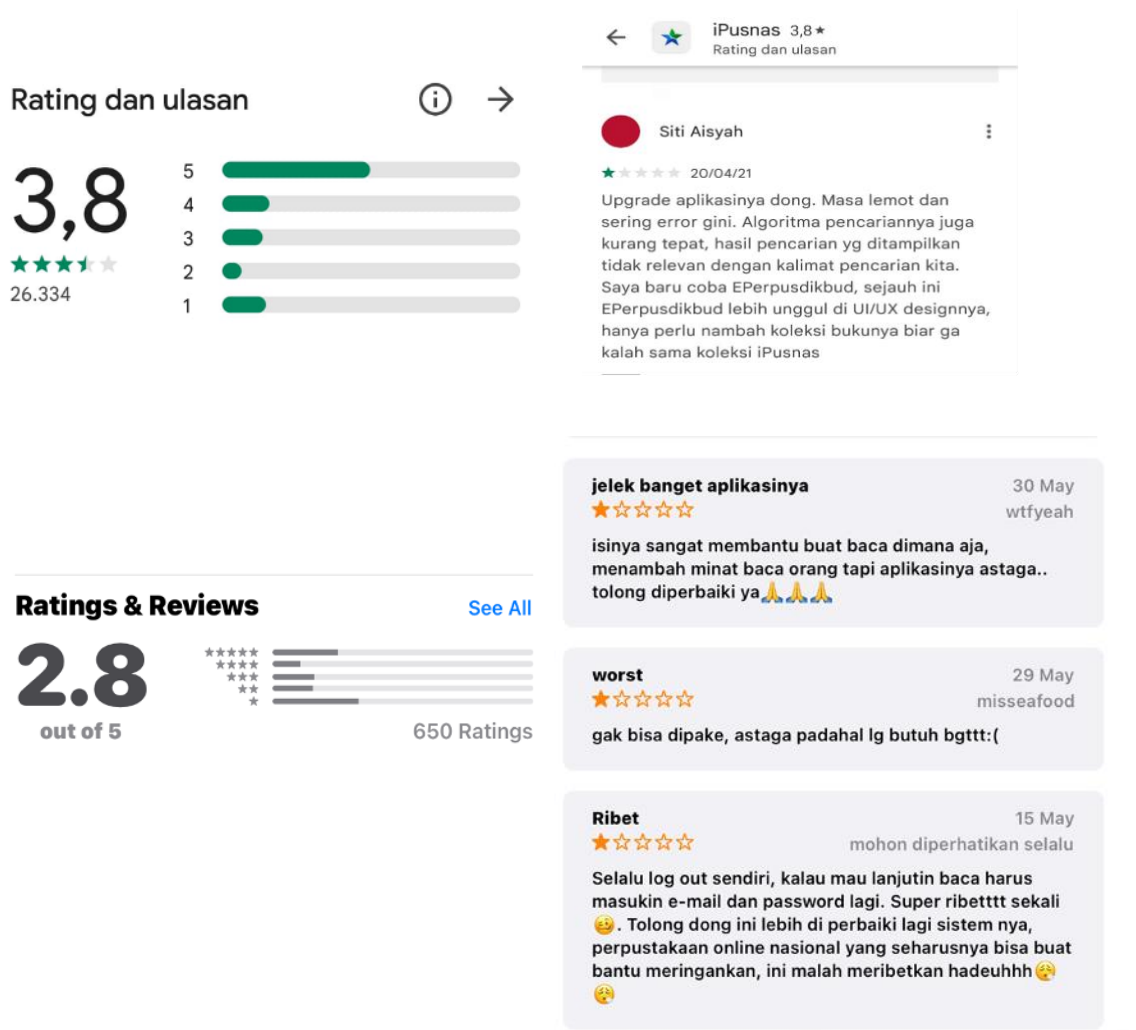 Rating dan ulasan
3,8
26.334
5
4
3
2
1
iPusnas 3,8★
Rating dan ulasan
Siti Aisyah
20/04/21
Upgrade aplikasinya dong. Masa lemot dan
sering error gini. Algoritma pencariannya juga
kurang tepat, hasil pencarian yg ditampilkan
tidak relevan dengan kalimat pencarian kita.
Saya baru coba EPerpusdikbud, sejauh ini
EPerpusdikbud lebih unggul di UI/UX designnya,
hanya perlu nambah koleksi bukunya biar ga
kalah sama koleksi iPusnas
Ratings & Reviews
See All
2.8
out of 5
650 Ratings
jelek banget aplikasinya
30 May
wtfyeah
isinya sangat membantu buat baca dimana aja,
menambah minat baca orang tapi aplikasinya astaga..
tolong diperbaiki ya🙏🙏🙏
worst
29 May
misseafood
gak bisa dipake, astaga padahal lg butuh bgttt:(
Ribet
15 May
mohon diperhatikan selalu
Selalu log out sendiri, kalau mau lanjutin baca harus
masukin e-mail dan password lagi. Super ribetttt sekali
🥴. Tolong dong ini lebih di perbaiki lagi sistem nya,
perpustakaan online nasional yang seharusnya bisa buat
bantu meringankan, ini malah meribetkan hadeuhhh😮‍💨
😮‍💨